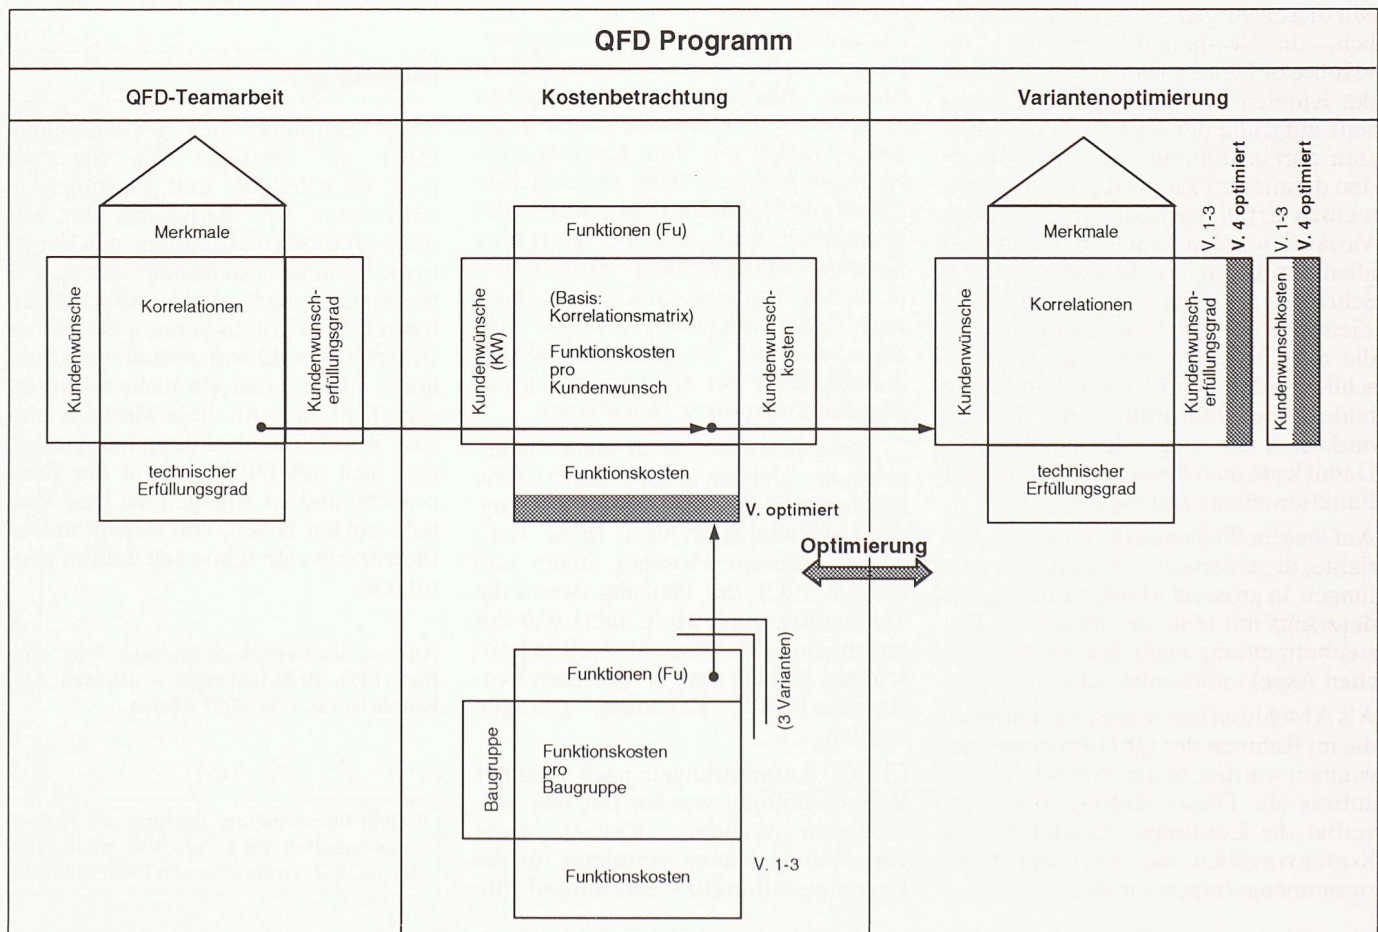 QFD Programm
QFD-Teamarbeit
Kostenbetrachtung
Variantenoptimierung
Merkmale
Kundenwünsche
Korrelationen
Kundenwunsch-
erfüllungsgrad
technischer
Erfüllungsgrad
Funktionen (Fu)
Kundenwünsche
(KW)
(Basis:
Korrelationsmatrix)
Funktionskosten
pro
Kundenwunsch
Kundenwunsch
kosten
Funktionskosten
V. optimiert
Optimierung
Funktionen (Fu)
(3 Varianten)
Baugruppe
Funktionskosten
pro
Baugruppe
V. 1-3
Funktionskosten
Merkmale
Kundenwünsche
Korrelationen
Kundenwunsch-
erfüllungsgrad
V. 1-3
V. 4 optimiert
Kundenwunschkosten
V. 1-3
V. 4 optimiert
technischer
Erfüllungsgrad